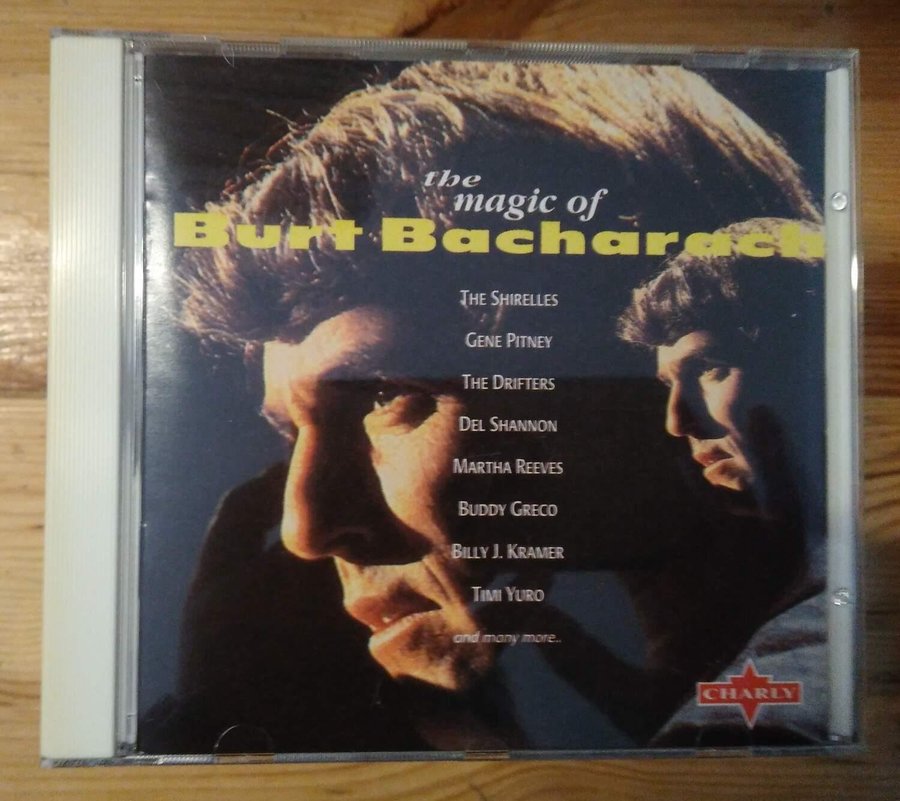 the
magic of
Burt Bacharach
THE SHIRELLES
GENE PITNEY
THE DRIFTERS
DEL SHANNON
MARTHA REEVES
BUDDY GRECO
BILLY J. KRAMER
TIMI YURO
and many more..
CHARLY